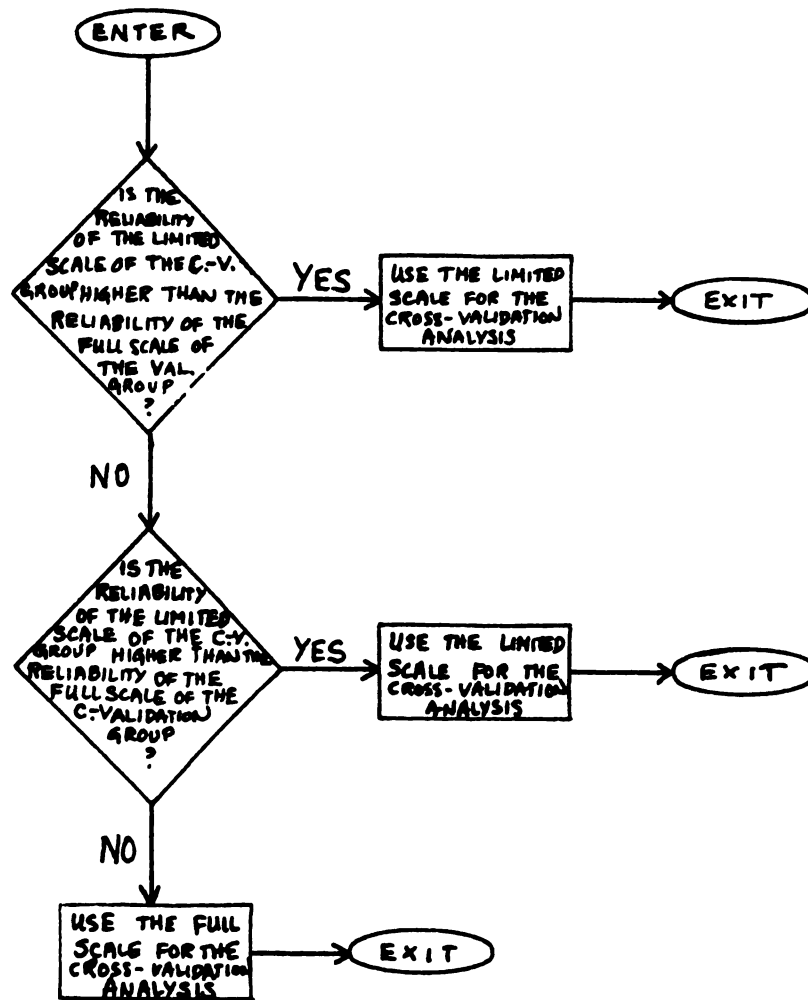 ENTER
IS THE
RELIABILITY
OF THE LIMITED
SCALE OF THE C.-V.
GROUP HIGHER THAN THE
RELIABILITY OF THE
FULL SCALE OF
THE VAL.
GROUP
?
YES
USE THE LIMITED
SCALE FOR THE
CROSS-VALIDATION
ANALYSIS
EXIT
NO
IS THE
RELIABILITY
OF THE LIMITED
SCALE OF THE C.-V.
GROUP HIGHER THAN THE
RELIABILITY OF THE
FULL SCALE OF THE
C.-VALIDATION
GROUP
?
YES
USE THE LIMITED
SCALE FOR THE
CROSS-VALIDATION
ANALYSIS
EXIT
NO
USE THE FULL
SCALE FOR THE
CROSS-VALIDATION
ANALYSIS
EXIT